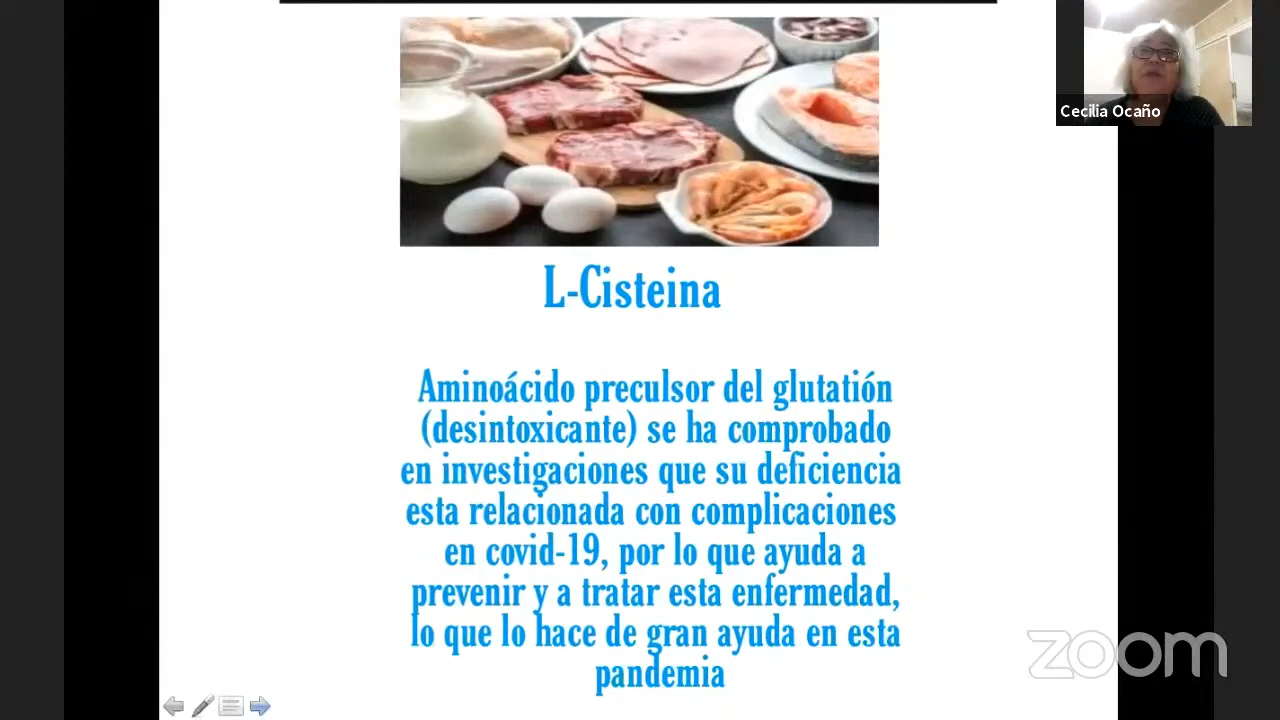 Cecilia Ocaño
L-Cisteina
Aminoácido preculsor del glutatión
(desintoxicante) se ha comprobado
en investigaciones que su deficiencia
esta relacionada con complicaciones
en covid-19, por lo que ayuda a
prevenir y a tratar esta enfermedad,
lo que lo hace de gran ayuda en esta
pandemia
zoom